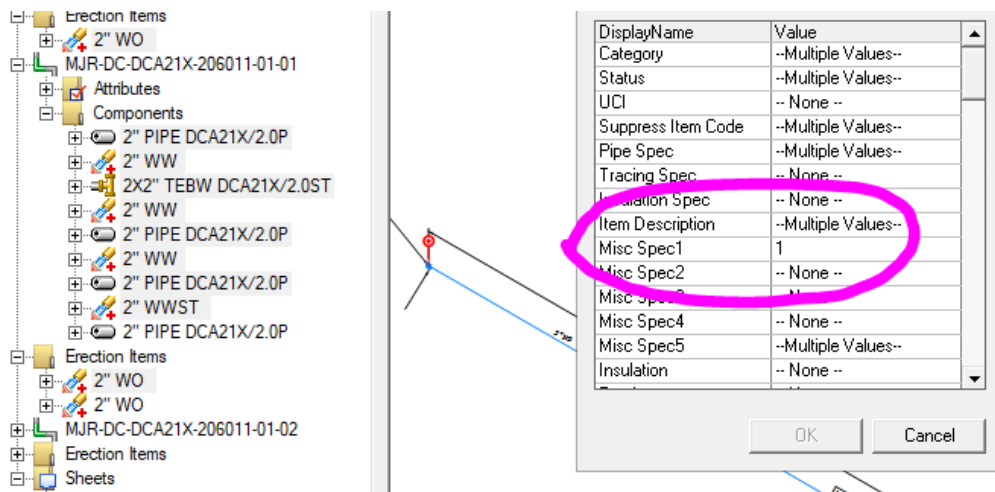 Erection Items
2" WO
MJR-DC-DCA21X-206011-01-01
Attributes
Components
2" PIPE DCA21X/2.0P
2" WW
2X2" TEBW DCA21X/2.0ST
2" WW
2" PIPE DCA21X/2.0P
2" WW
2" PIPE DCA21X/2.0P
2" WWST
2" PIPE DCA21X/2.0P
Erection Items
2" WO
2" WO
MJR-DC-DCA21X-206011-01-02
Erection Items
Sheets
DisplayName Value
Category --Multiple Values--
Status --Multiple Values--
UCI -- None --
Suppress Item Code --Multiple Values--
Pipe Spec --Multiple Values--
Tracing Spec -- None --
Insulation Spec -- None --
Item Description --Multiple Values--
Misc Spec1 1
Misc Spec2 -- None --
Misc
Misc Spec4 -- None --
Misc Spec5 --Multiple Values--
Insulation -- None --
OK Cancel